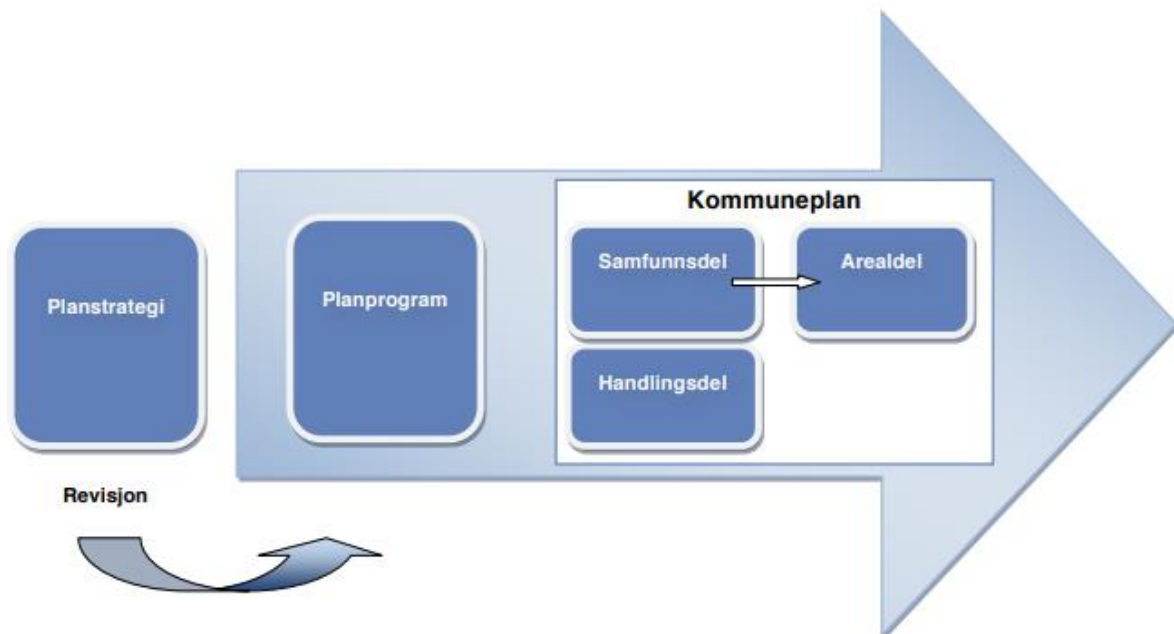 Kommuneplan
Planstrategi
Planprogram
Samfunnsdel
Arealdel
Handlingsdel
Revisjon